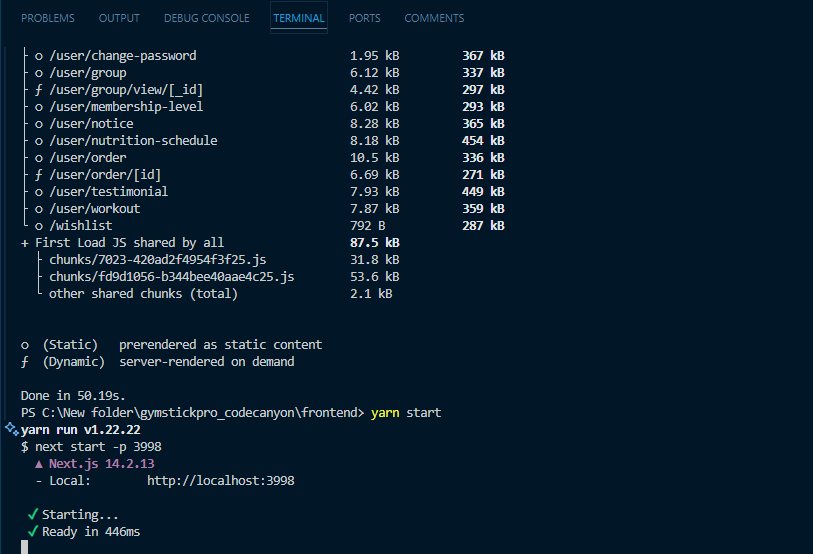 PROBLEMS OUTPUT DEBUG CONSOLE TERMINAL PORTS COMMENTS
├ ○ /user/change-password 1.95 kB 367 kB
├ ○ /user/group 6.12 kB 337 kB
├ ƒ /user/group/view/[_id] 4.42 kB 297 kB
├ ○ /user/membership-level 6.02 kB 293 kB
├ ○ /user/notice 8.28 kB 365 kB
├ ○ /user/nutrition-schedule 8.18 kB 454 kB
├ ○ /user/order 10.5 kB 336 kB
├ ƒ /user/order/[id] 6.69 kB 271 kB
├ ○ /user/testimonial 7.93 kB 449 kB
├ ○ /user/workout 7.87 kB 359 kB
└ ○ /wishlist 792 B 287 kB
+ First Load JS shared by all 87.5 kB
├ chunks/7023-420ad2f4954f3f25.js 31.8 kB
├ chunks/fd9d1056-b344bee40aae4c25.js 53.6 kB
└ other shared chunks (total) 2.1 kB
○ (Static) prerendered as static content
ƒ (Dynamic) server-rendered on demand
Done in 50.19s.
PS C:\New folder\gymstickpro_codecanyon\frontend> yarn start
yarn run v1.22.22
$ next start -p 3998
▲ Next.js 14.2.13
- Local: http://localhost:3998
✓ Starting...
✓ Ready in 446ms